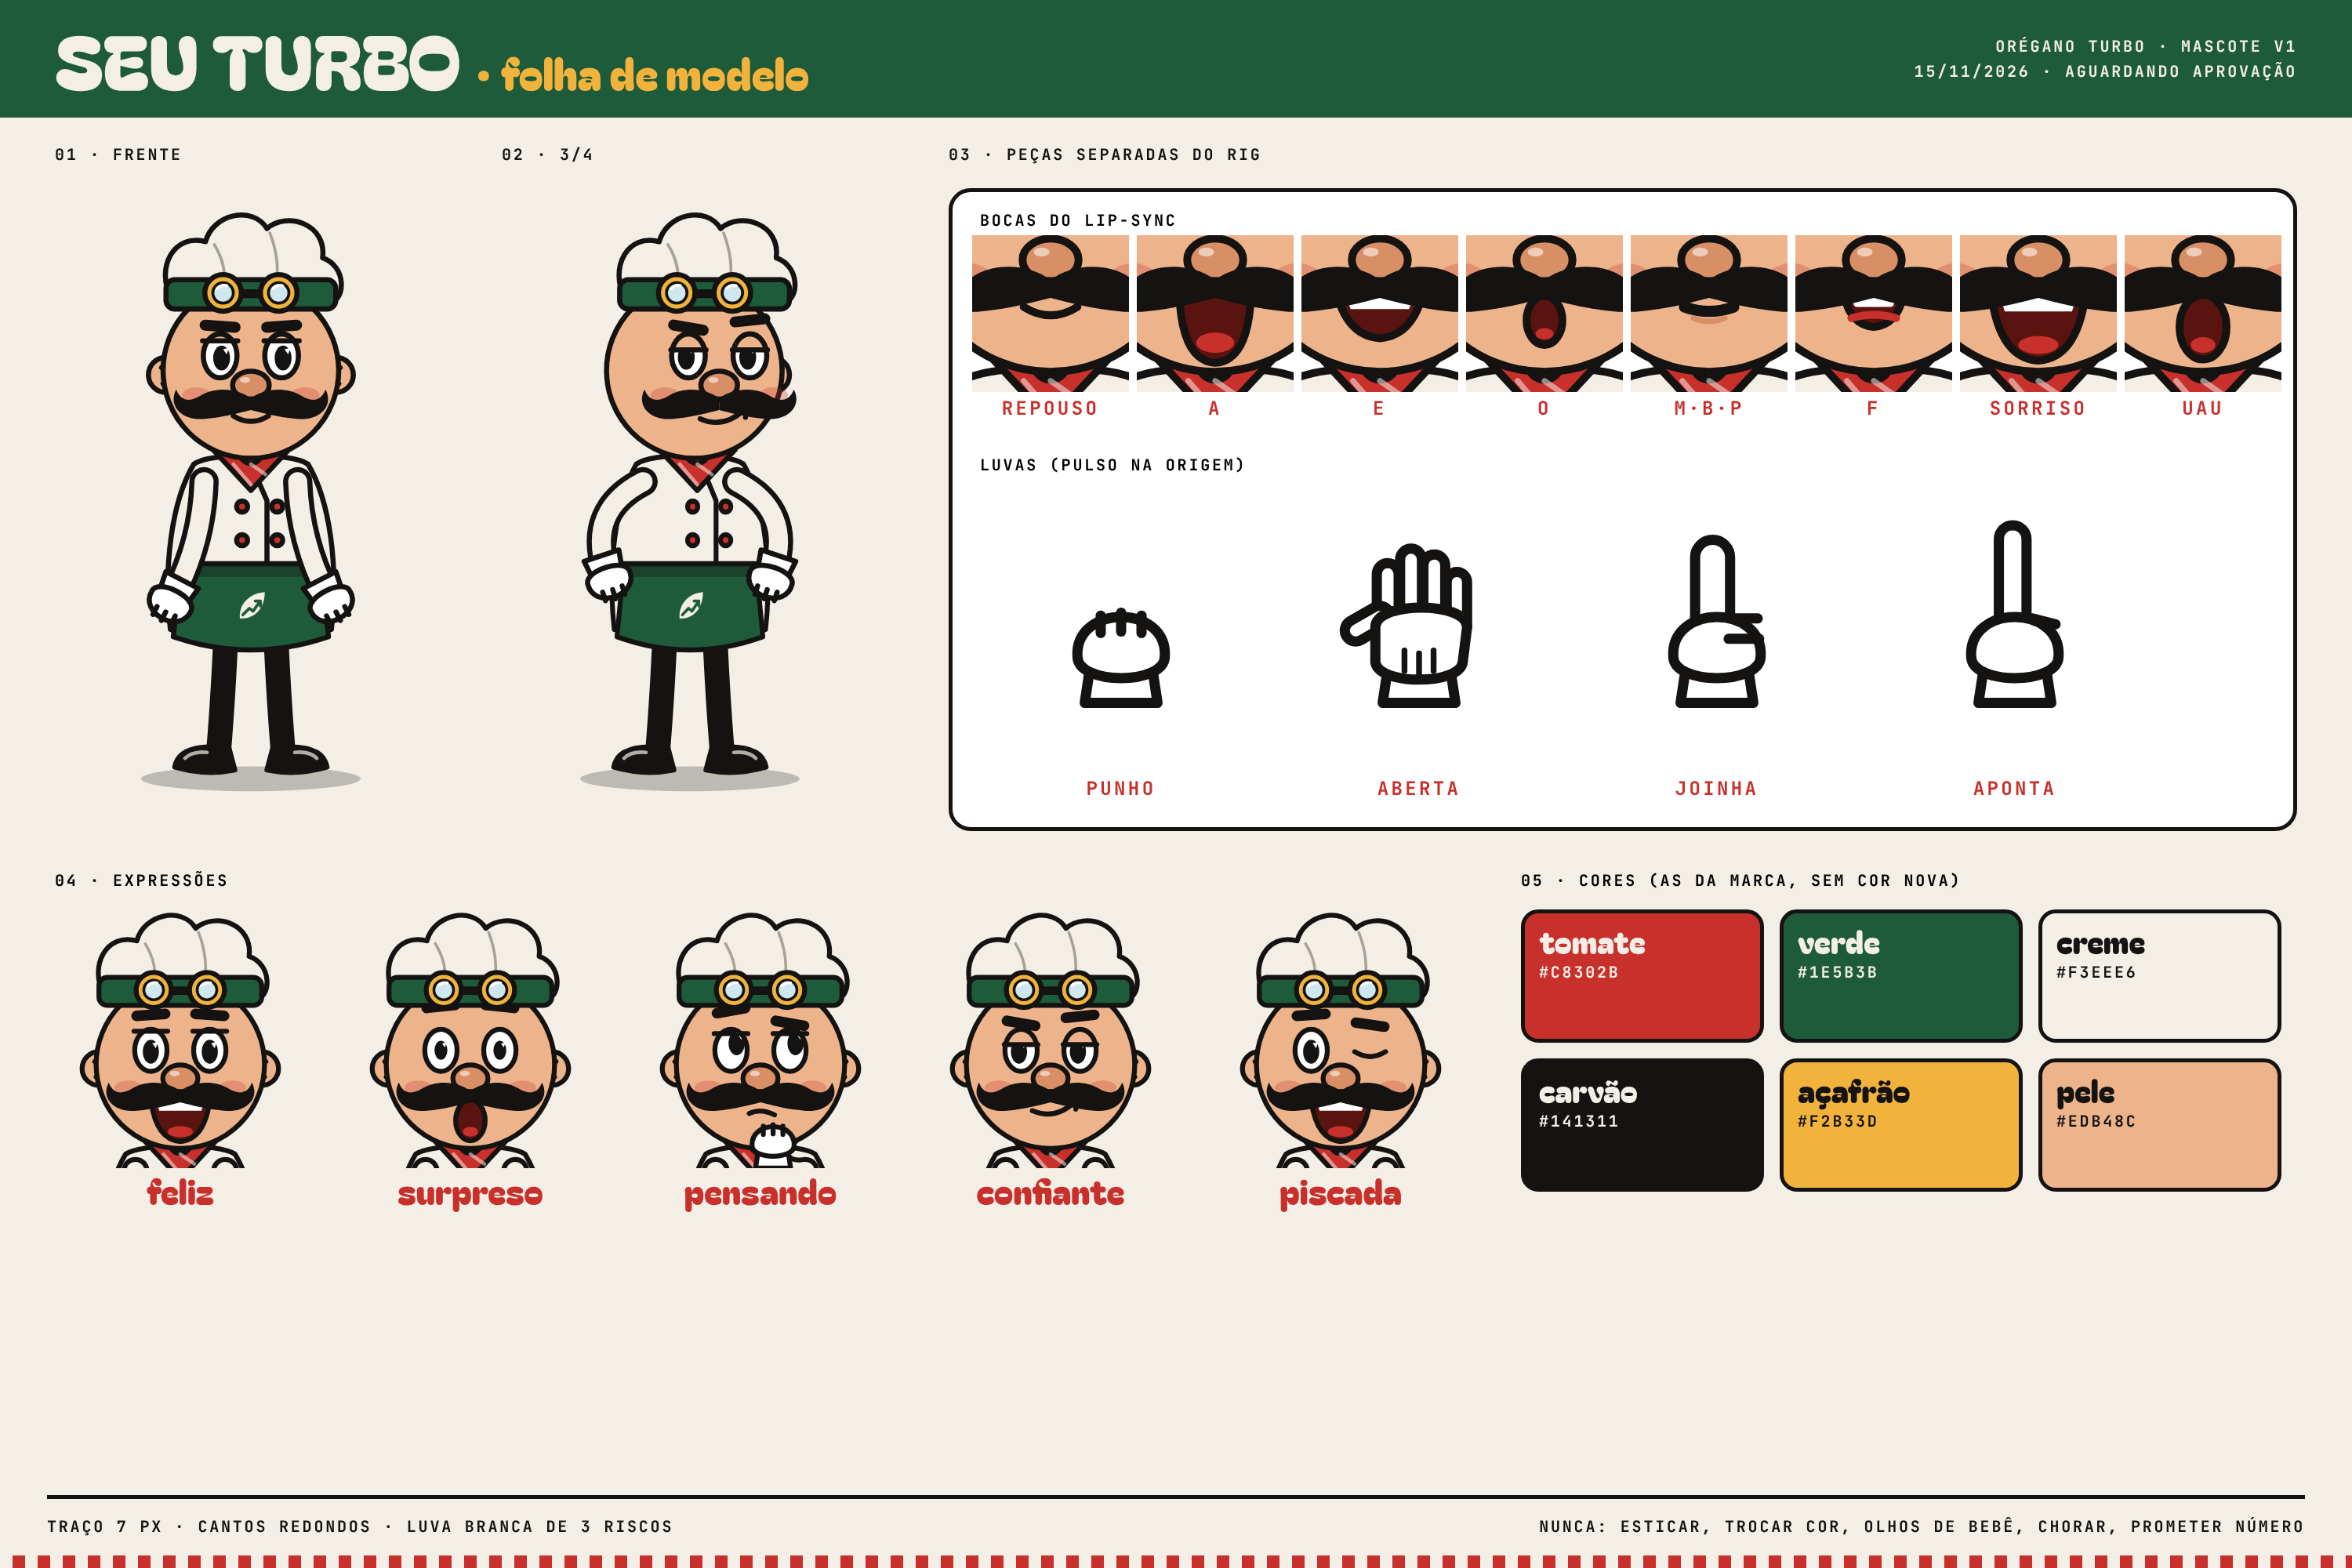 SEU TURBO · folha de modelo
ORÉGANO TURBO · MASCOTE V1
15/11/2026 · AGUARDANDO APROVAÇÃO
01 · FRENTE
02 · 3/4
03 · PEÇAS SEPARADAS DO RIG
BOCAS DO LIP-SYNC
REPOUSO
A
E
O
M·B·P
F
SORRISO
UAU
LUVAS (PULSO NA ORIGEM)
PUNHO
ABERTA
JOINHA
APONTA
04 · EXPRESSÕES
feliz
surpreso
pensando
confiante
piscada
05 · CORES (AS DA MARCA, SEM COR NOVA)
tomate
#C8302B
verde
#1E5B3B
creme
#F3EEE6
carvão
#141311
açafrão
#F2B33D
pele
#EDB48C
TRAÇO 7 PX · CANTOS REDONDOS · LUVA BRANCA DE 3 RISCOS
NUNCA: ESTICAR, TROCAR COR, OLHOS DE BEBÊ, CHORAR, PROMETER NÚMERO